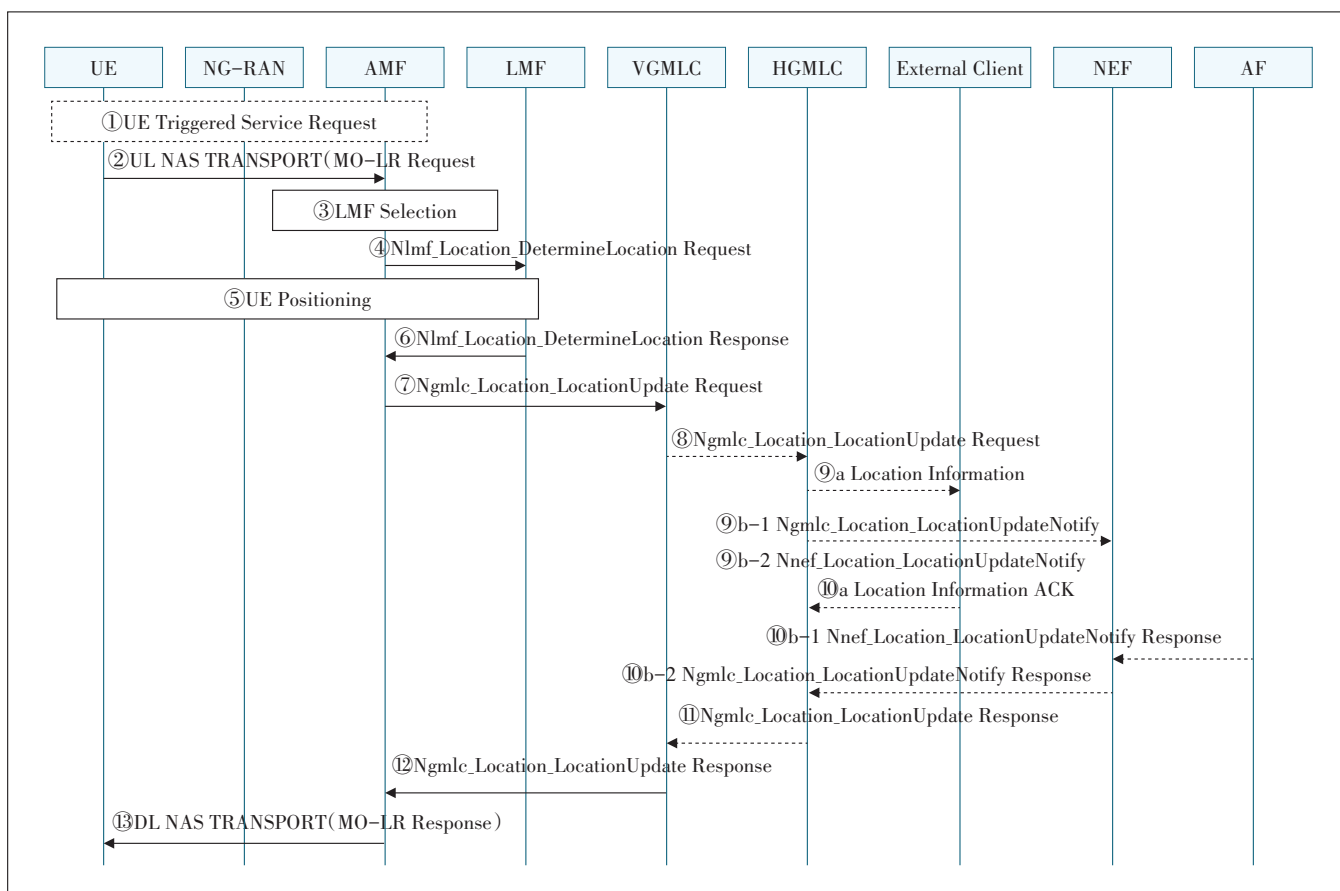 UE NG-RAN AMF LMF VGMLC HGMLC External Client NEF AF
①UE Triggered Service Request
②UL NAS TRANSPORT(MO-LR Request
③LMF Selection
④Nlmf_Location_DetermineLocation Request
⑤UE Positioning
⑥Nlmf_Location_DetermineLocation Response
⑦Ngmlc_Location_LocationUpdate Request
⑧Ngmlc_Location_LocationUpdate Request
⑨a Location Information
⑨b-1 Ngmlc_Location_LocationUpdateNotify
⑨b-2 Nnef_Location_LocationUpdateNotify
⑩a Location Information ACK
⑩b-1 Nnef_Location_LocationUpdateNotify Response
⑩b-2 Ngmlc_Location_LocationUpdateNotify Response
⑪Ngmlc_Location_LocationUpdate Response
⑫Ngmlc_Location_LocationUpdate Response
⑬DL NAS TRANSPORT(MO-LR Response)